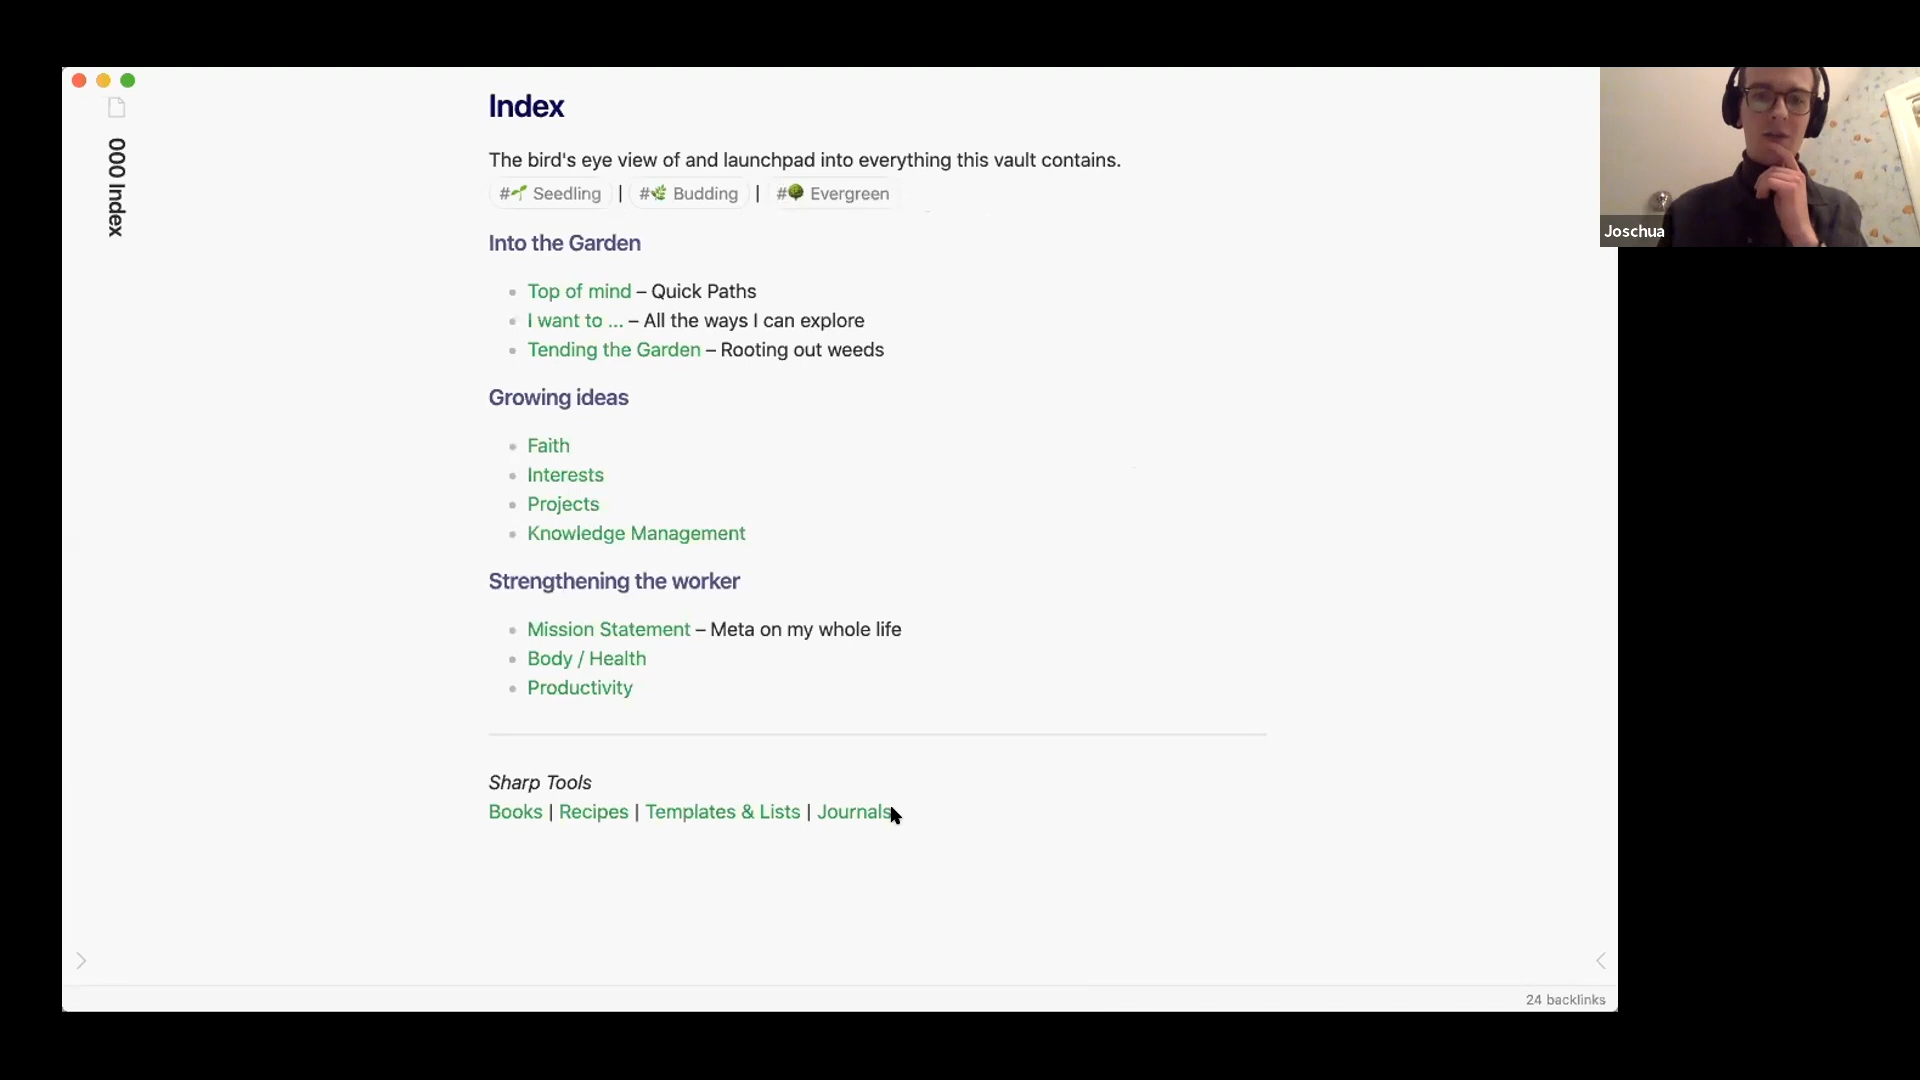 000 Index
Index
The bird's eye view of and launchpad into everything this vault contains.
#🌱 Seedling | #🌿 Budding | #🌳 Evergreen
Into the Garden
Top of mind – Quick Paths
I want to ... – All the ways I can explore
Tending the Garden – Rooting out weeds
Growing ideas
Faith
Interests
Projects
Knowledge Management
Strengthening the worker
Mission Statement – Meta on my whole life
Body / Health
Productivity
Sharp Tools
Books | Recipes | Templates & Lists | Journals
24 backlinks
Joschua